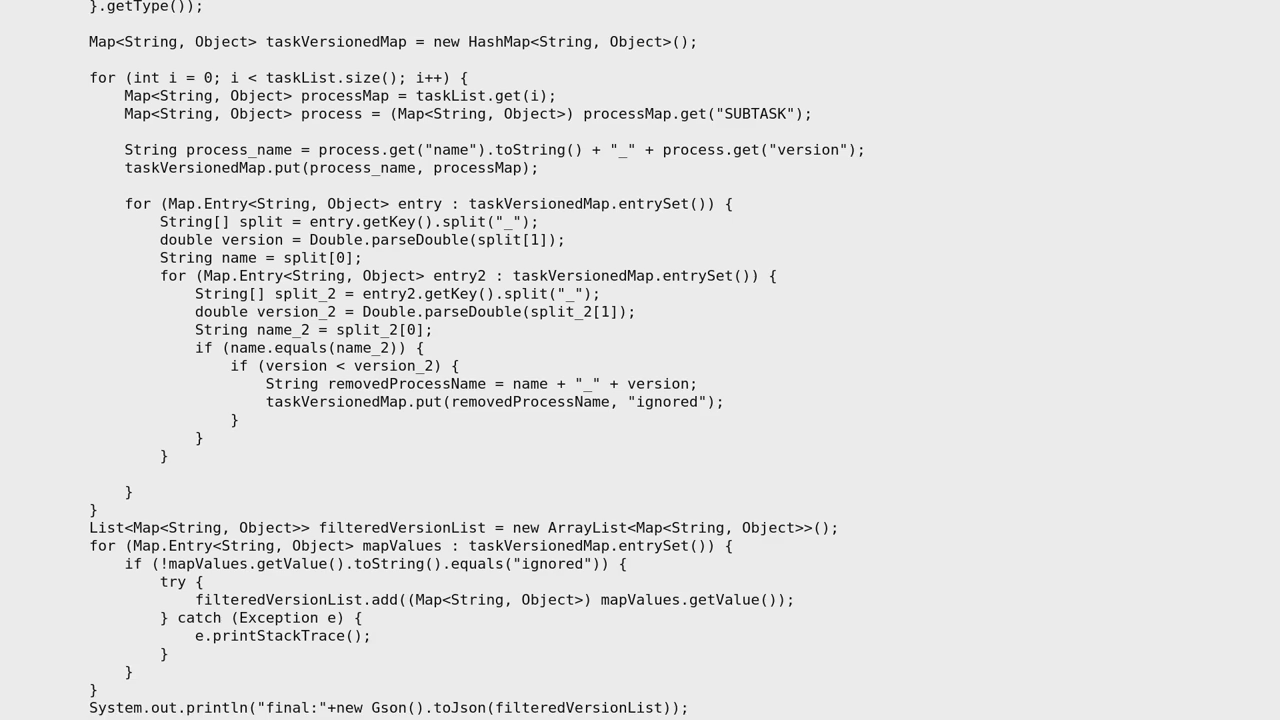 }.getType());
Map<String, Object> taskVersionedMap = new HashMap<String, Object>();
for (int i = 0; i < taskList.size(); i++) {
Map<String, Object> processMap = taskList.get(i);
Map<String, Object> process = (Map<String, Object>) processMap.get("SUBTASK");
String process_name = process.get("name").toString() + "_" + process.get("version");
taskVersionedMap.put(process_name, processMap);
for (Map.Entry<String, Object> entry : taskVersionedMap.entrySet()) {
String[] split = entry.getKey().split("_");
double version = Double.parseDouble(split[1]);
String name = split[0];
for (Map.Entry<String, Object> entry2 : taskVersionedMap.entrySet()) {
String[] split_2 = entry2.getKey().split("_");
double version_2 = Double.parseDouble(split_2[1]);
String name_2 = split_2[0];
if (name.equals(name_2)) {
if (version < version_2) {
String removedProcessName = name + "_" + version;
taskVersionedMap.put(removedProcessName, "ignored");
}
}
}
}
}
List<Map<String, Object>> filteredVersionList = new ArrayList<Map<String, Object>>();
for (Map.Entry<String, Object> mapValues : taskVersionedMap.entrySet()) {
if (!mapValues.getValue().toString().equals("ignored")) {
try {
filteredVersionList.add((Map<String, Object>) mapValues.getValue());
} catch (Exception e) {
e.printStackTrace();
}
}
}
System.out.println("final:"+new Gson().toJson(filteredVersionList));